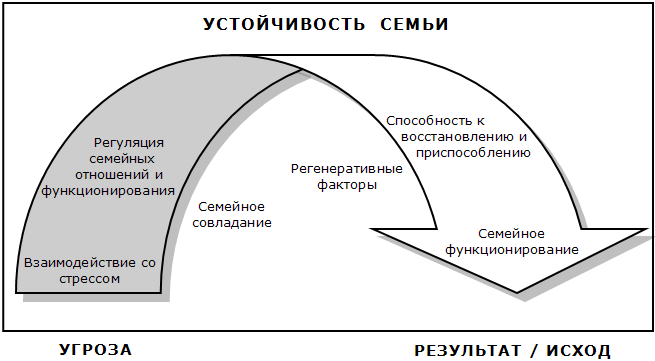 УСТОЙЧИВОСТЬ СЕМЬИ
Регуляция
семейных
отношений и
функционирования
Взаимодействие со
стрессом
Семейное
совладание
Регенеративные
факторы
Способность к
восстановлению и
приспособлению
Семейное
функционирование
УГРОЗА
РЕЗУЛЬТАТ / ИСХОД